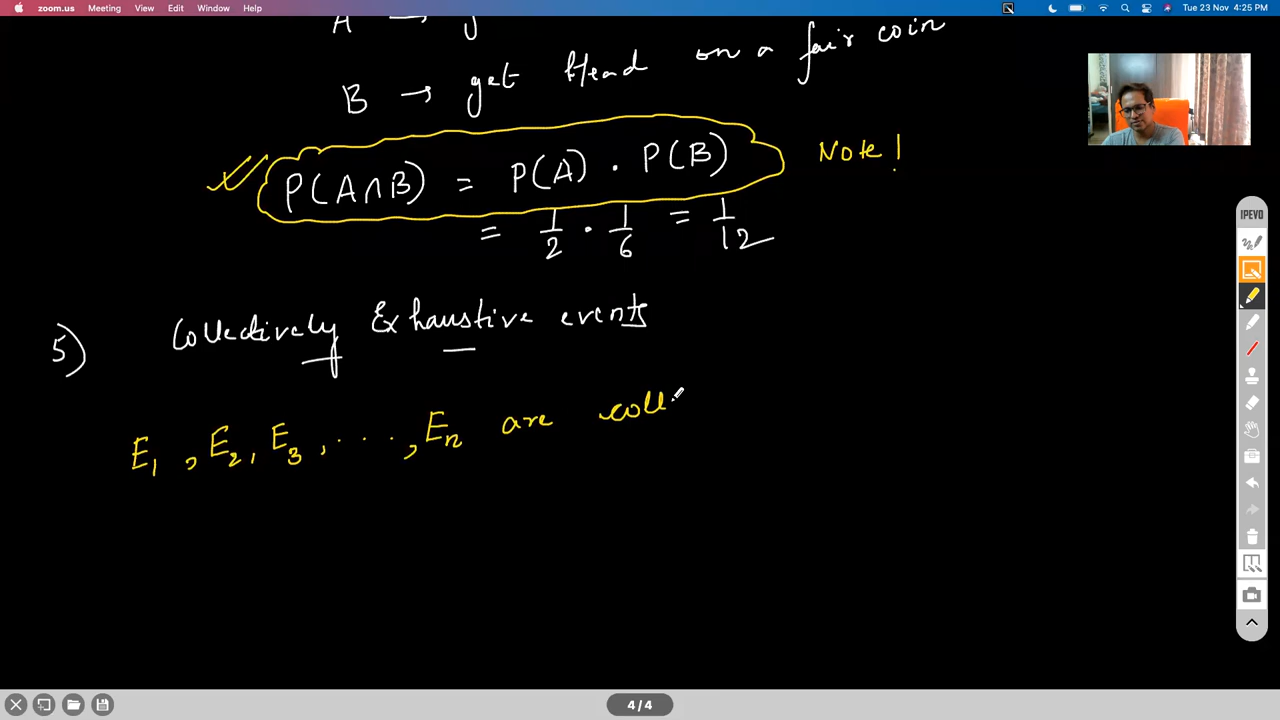 zoom.us Meeting View Edit Window Help Tue 23 Nov 4:25 PM
A →
B → get Head on a fair coin
P(A∩B) = P(A) · P(B) Note!
= 1/2 · 1/6 = 1/12
IPEVO
5) Collectively Exhaustive events
E1, E2, E3, ..., En are coll
4/4